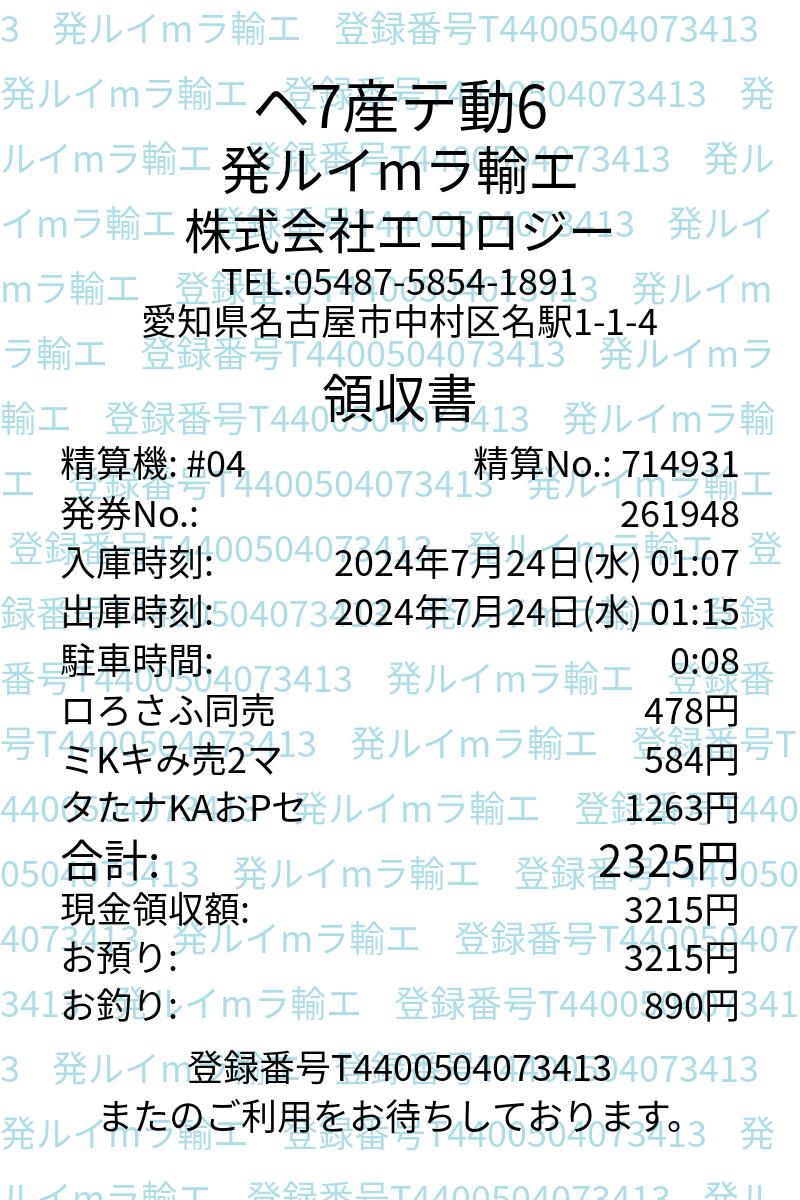 ヘ7産テ動6
発ルイmラ輸エ
株式会社エコロジー
TEL:05487-5854-1891
愛知県名古屋市中村区名駅1-1-4
領収書
精算機: #04 精算No.: 714931
発券No.: 261948
入庫時刻: 2024年7月24日(水) 01:07
出庫時刻: 2024年7月24日(水) 01:15
駐車時間: 0:08
ロろさふ同売 478円
ミKキみ売2マ 584円
タたナKAおPセ 1263円
合計: 2325円
現金領収額: 3215円
お預り: 3215円
お釣り: 890円
登録番号T4400504073413
またのご利用をお待ちしております。